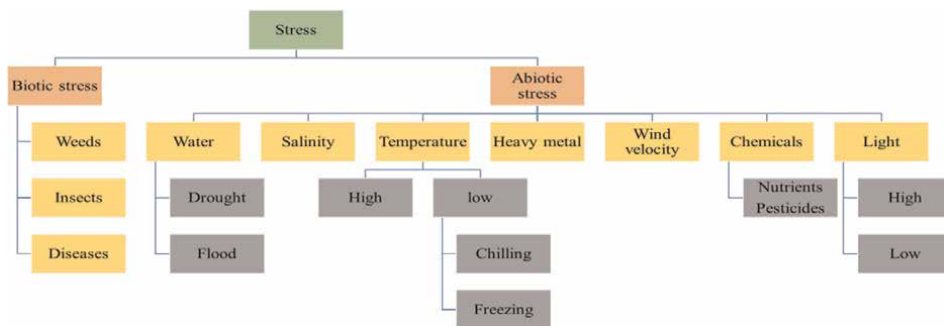 Stress
Biotic stress
Abiotic
stress
Weeds
Water
Salinity
Temperature
Heavy metal
Wind
velocity
Chemicals
Light
Insects
Drought
High
low
Nutrients
Pesticides
High
Diseases
Flood
Chilling
Low
Freezing